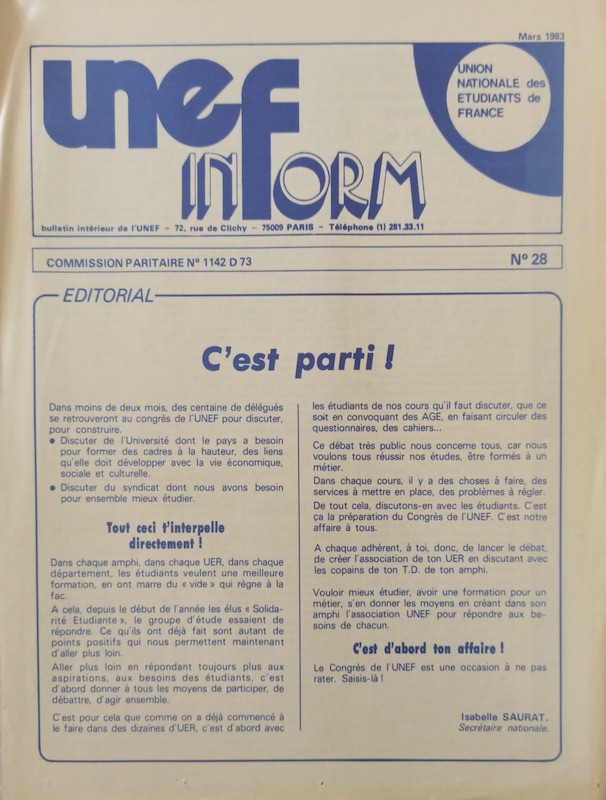 Mars 1983
unef
INFORM
UNION
NATIONALE des
ETUDIANTS de
FRANCE
bulletin intérieur de l'UNEF – 72, rue de Clichy – 75009 PARIS – Téléphone (1) 281.33.11
COMMISSION PARITAIRE Nº 1142 D 73
Nº 28
EDITORIAL
C'est parti !
Dans moins de deux mois, des centaine de délégués
se retrouveront au congrès de l'UNEF pour discuter,
pour construire.
● Discuter de l'Université dont le pays a besoin
pour former des cadres à la hauteur, des liens
qu'elle doit développer avec la vie économique,
sociale et culturelle.
● Discuter du syndicat dont nous avons besoin
pour ensemble mieux étudier.
Tout ceci t'interpelle
directement !
Dans chaque amphi, dans chaque UER, dans chaque
département, les étudiants veulent une meilleure
formation, en ont marre du « vide » qui règne à la
fac.
A cela, depuis le début de l'année les élus « Solida-
rité Etudiante », le groupe d'étude essaient de
répondre. Ce qu'ils ont déjà fait sont autant de
points positifs qui nous permettent maintenant
d'aller plus loin.
Aller plus loin en répondant toujours plus aux
aspirations, aux besoins des étudiants, c'est
d'abord donner à tous les moyens de participer, de
débattre, d'agir ensemble.
C'est pour cela que comme on a déjà commencé à
le faire dans des dizaines d'UER, c'est d'abord avec
les étudiants de nos cours qu'il faut discuter, que ce
soit en convoquant des AGE, en faisant circuler des
questionnaires, des cahiers...
Ce débat très public nous concerne tous, car nous
voulons tous réussir nos études, être formés à un
métier.
Dans chaque cours, il y a des choses à faire, des
services à mettre en place, des problèmes à régler.
De tout cela, discutons-en avec les étudiants. C'est
ça la préparation du Congrès de l'UNEF. C'est notre
affaire à tous.
A chaque adhérent, à toi, donc, de lancer le débat,
de créer l'association de ton UER en discutant avec
les copains de ton T.D. de ton amphi.
Vouloir mieux étudier, avoir une formation pour un
métier, s'en donner les moyens en créant dans son
amphi l'association UNEF pour répondre aux be-
soins de chacun.
C'est d'abord ton affaire !
Le Congrès de l'UNEF est une occasion à ne pas
rater. Saisis-là !
Isabelle SAURAT,
Secrétaire nationale.